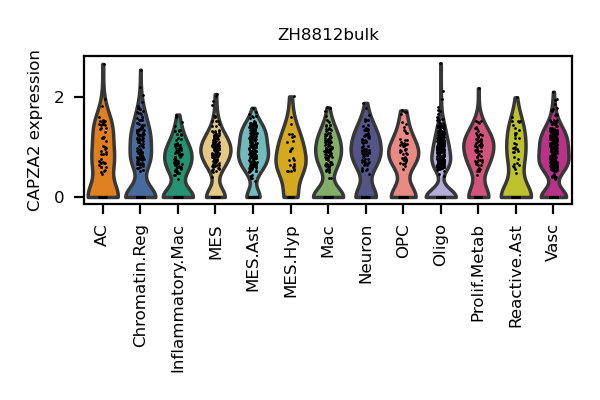 ZH8812bulk
CAPZA2 expression
2
0
AC
Chromatin.Reg
Inflammatory.Mac
MES
MES.Ast
MES.Hyp
Mac
Neuron
OPC
Oligo
Prolif.Metab
Reactive.Ast
Vasc